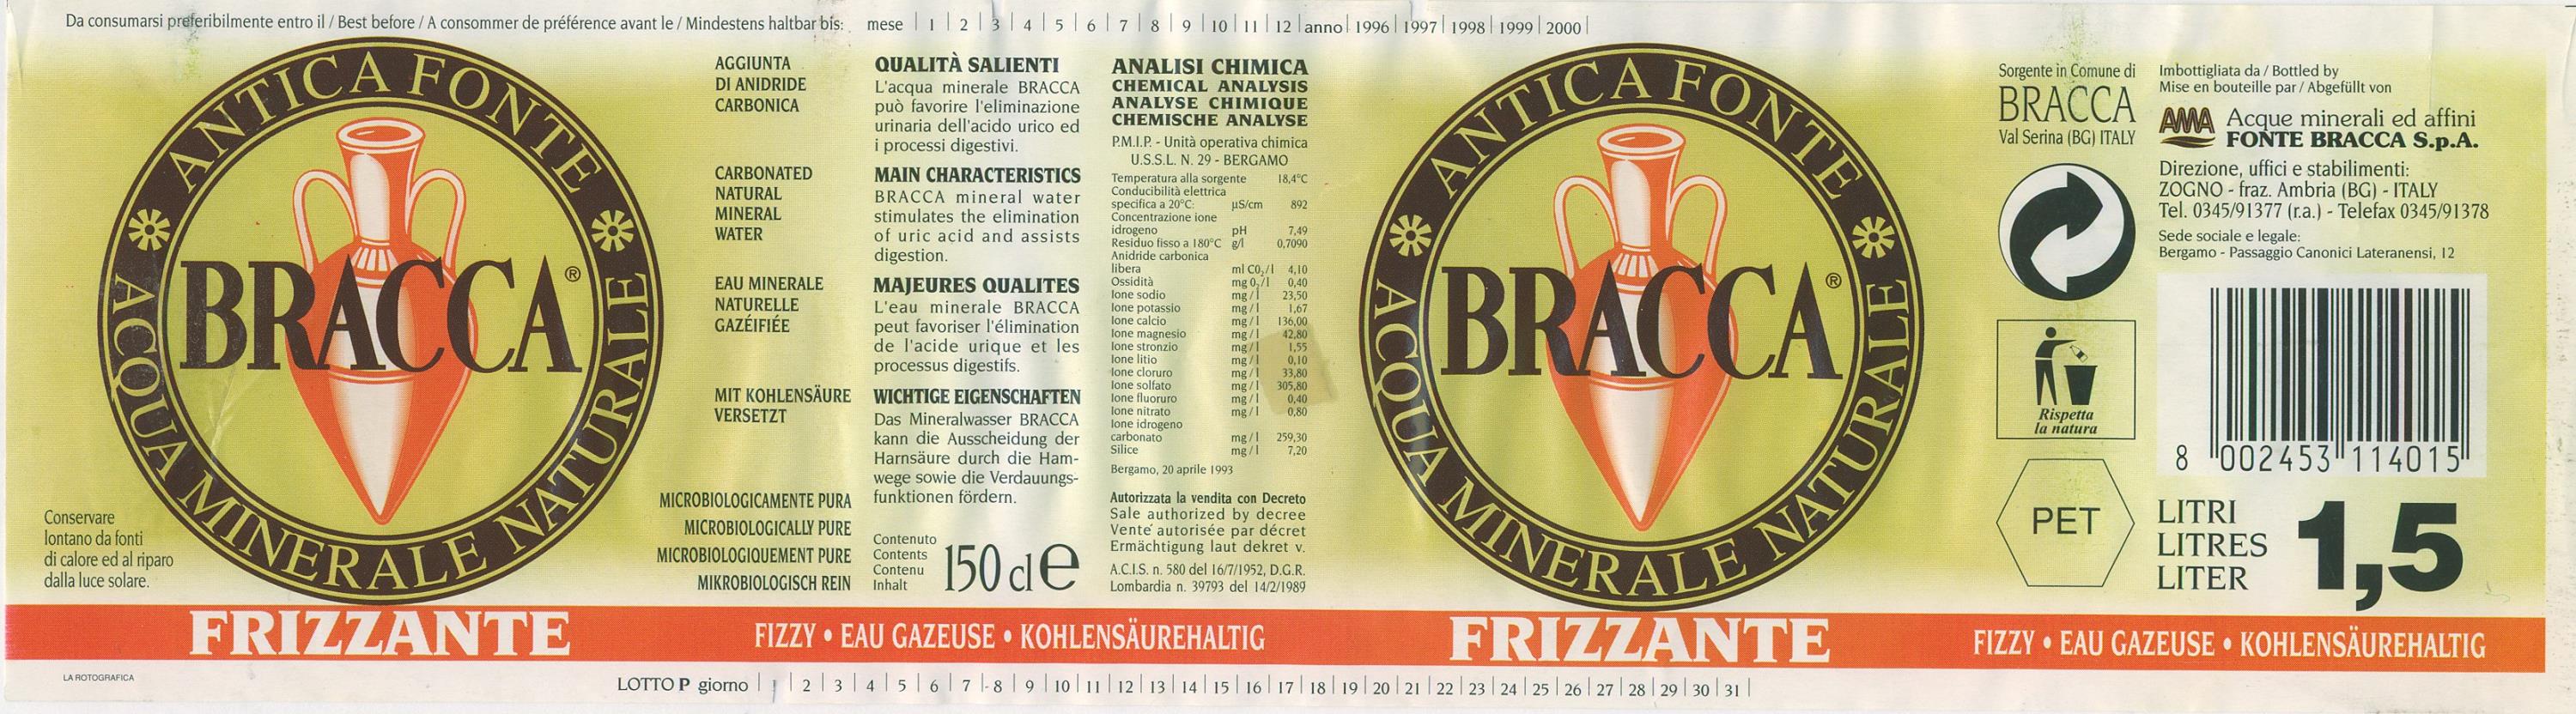 Da consumarsi preferibilmente entro il / Best before / A consommer de préférence avant le / Mindestens haltbar bis: mese | 1 | 2 | 3 | 4 | 5 | 6 | 7 | 8 | 9 | 10 | 11 | 12 | anno | 1996 | 1997 | 1998 | 1999 | 2000 |
ANTICA FONTE
BRACCA®
ACQUA MINERALE NATURALE
Conservare
lontano da fonti
di calore ed al riparo
dalla luce solare.
AGGIUNTA
DI ANIDRIDE
CARBONICA
CARBONATED
NATURAL
MINERAL
WATER
EAU MINERALE
NATURELLE
GAZÉIFIÉE
MIT KOHLENSÄURE
VERSETZT
MICROBIOLOGICAMENTE PURA
MICROBIOLOGICALLY PURE
MICROBIOLOGIQUEMENT PURE
MIKROBIOLOGISCH REIN
QUALITÀ SALIENTI
L'acqua minerale BRACCA
può favorire l'eliminazione
urinaria dell'acido urico ed
i processi digestivi.
MAIN CHARACTERISTICS
BRACCA mineral water
stimulates the elimination
of uric acid and assists
digestion.
MAJEURES QUALITES
L'eau minerale BRACCA
peut favoriser l'élimination
de l'acide urique et les
processus digestifs.
WICHTIGE EIGENSCHAFTEN
Das Mineralwasser BRACCA
kann die Ausscheidung der
Harnsäure durch die Ham-
wege sowie die Verdauungs-
funktionen fördern.
Contenuto
Contents
Contenu
Inhalt
150 cl e
ANALISI CHIMICA
CHEMICAL ANALYSIS
ANALYSE CHIMIQUE
CHEMISCHE ANALYSE
P.M.I.P. - Unità operativa chimica
U.S.S.L. N. 29 - BERGAMO
Temperatura alla sorgente 18,4°C
Conducibilità elettrica
specifica a 20°C: µS/cm 892
Concentrazione ione
idrogeno pH 7,49
Residuo fisso a 180°C g/l 0,7090
Anidride carbonica
libera ml CO₂/l 4,10
Ossidità mg O₂/l 0,40
Ione sodio mg/l 23,50
Ione potassio mg/l 1,67
Ione calcio mg/l 136,00
Ione magnesio mg/l 42,80
Ione stronzio mg/l 1,55
Ione litio mg/l 0,10
Ione cloruro mg/l 33,80
Ione solfato mg/l 305,80
Ione fluoruro mg/l 0,40
Ione nitrato mg/l 0,80
Ione idrogeno
carbonato mg/l 259,30
Silice mg/l 7,20
Bergamo, 20 aprile 1993
Autorizzata la vendita con Decreto
Sale authorized by decree
Vente autorisée par décret
Ermächtigung laut dekret v.
A.C.I.S. n. 580 del 16/7/1952, D.G.R.
Lombardia n. 39793 del 14/2/1989
ANTICA FONTE
BRACCA®
ACQUA MINERALE NATURALE
Sorgente in Comune di
BRACCA
Val Serina (BG) ITALY
Rispetta
la natura
PET
Imbottigliata da / Bottled by
Mise en bouteille par / Abgefüllt von
AMA Acque minerali ed affini
FONTE BRACCA S.p.A.
Direzione, uffici e stabilimenti:
ZOGNO - fraz. Ambria (BG) - ITALY
Tel. 0345/91377 (r.a.) - Telefax 0345/91378
Sede sociale e legale:
Bergamo - Passaggio Canonici Lateranensi, 12
8 002453 114015
LITRI
LITRES
LITER
1,5
FRIZZANTE FIZZY • EAU GAZEUSE • KOHLENSÄUREHALTIG FRIZZANTE FIZZY • EAU GAZEUSE • KOHLENSÄUREHALTIG
LA ROTOGRAFICA
LOTTO P giorno | 1 | 2 | 3 | 4 | 5 | 6 | 7 | 8 | 9 | 10 | 11 | 12 | 13 | 14 | 15 | 16 | 17 | 18 | 19 | 20 | 21 | 22 | 23 | 24 | 25 | 26 | 27 | 28 | 29 | 30 | 31 |